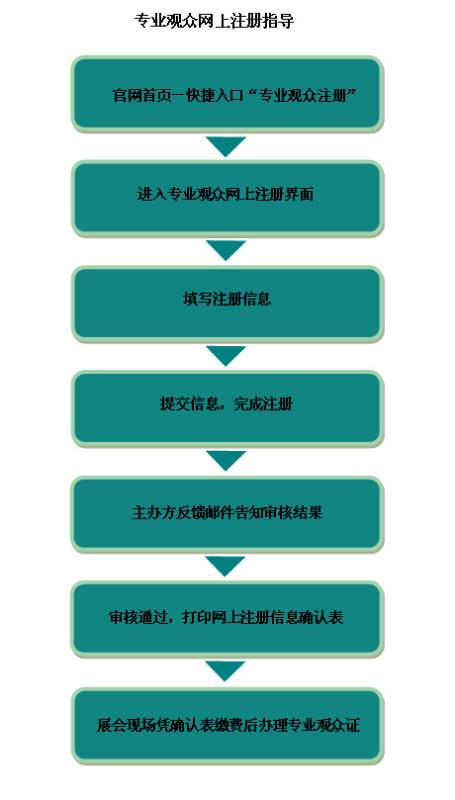 专业观众网上注册指导
官网首页—快捷入口“专业观众注册”
进入专业观众网上注册界面
填写注册信息
提交信息，完成注册
主办方反馈邮件告知审核结果
审核通过，打印网上注册信息确认表
展会现场凭确认表缴费后办理专业观众证